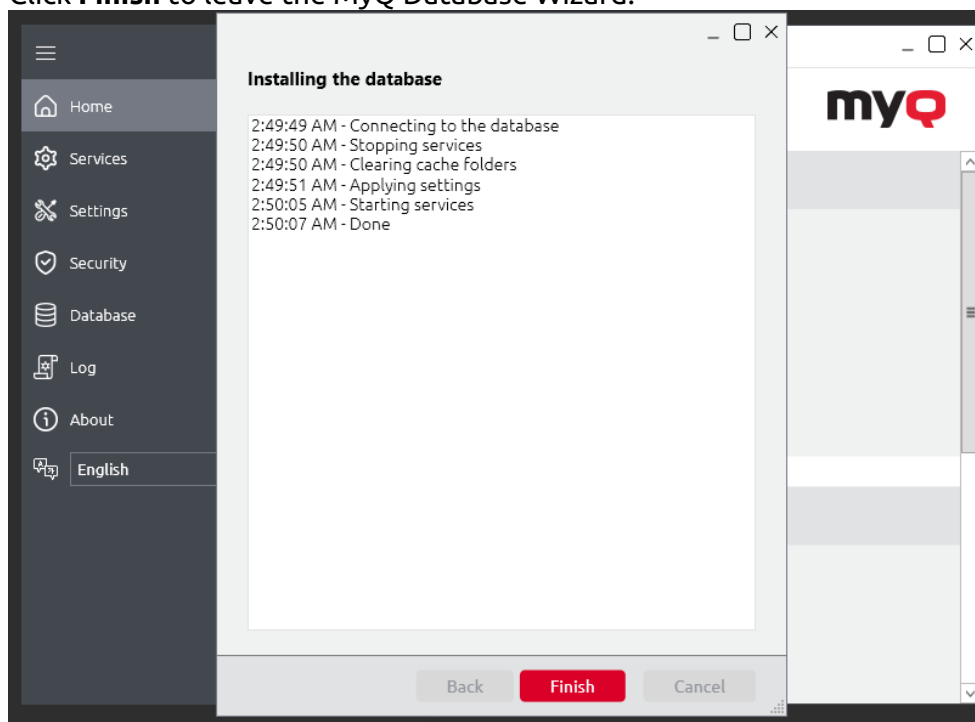 Click Finish to leave the MyQ Database Wizard.
Home
Services
Settings
Security
Database
Log
About
English
Installing the database
2:49:49 AM - Connecting to the database
2:49:50 AM - Stopping services
2:49:50 AM - Clearing cache folders
2:49:51 AM - Applying settings
2:50:05 AM - Starting services
2:50:07 AM - Done
Back
Finish
Cancel
myQ